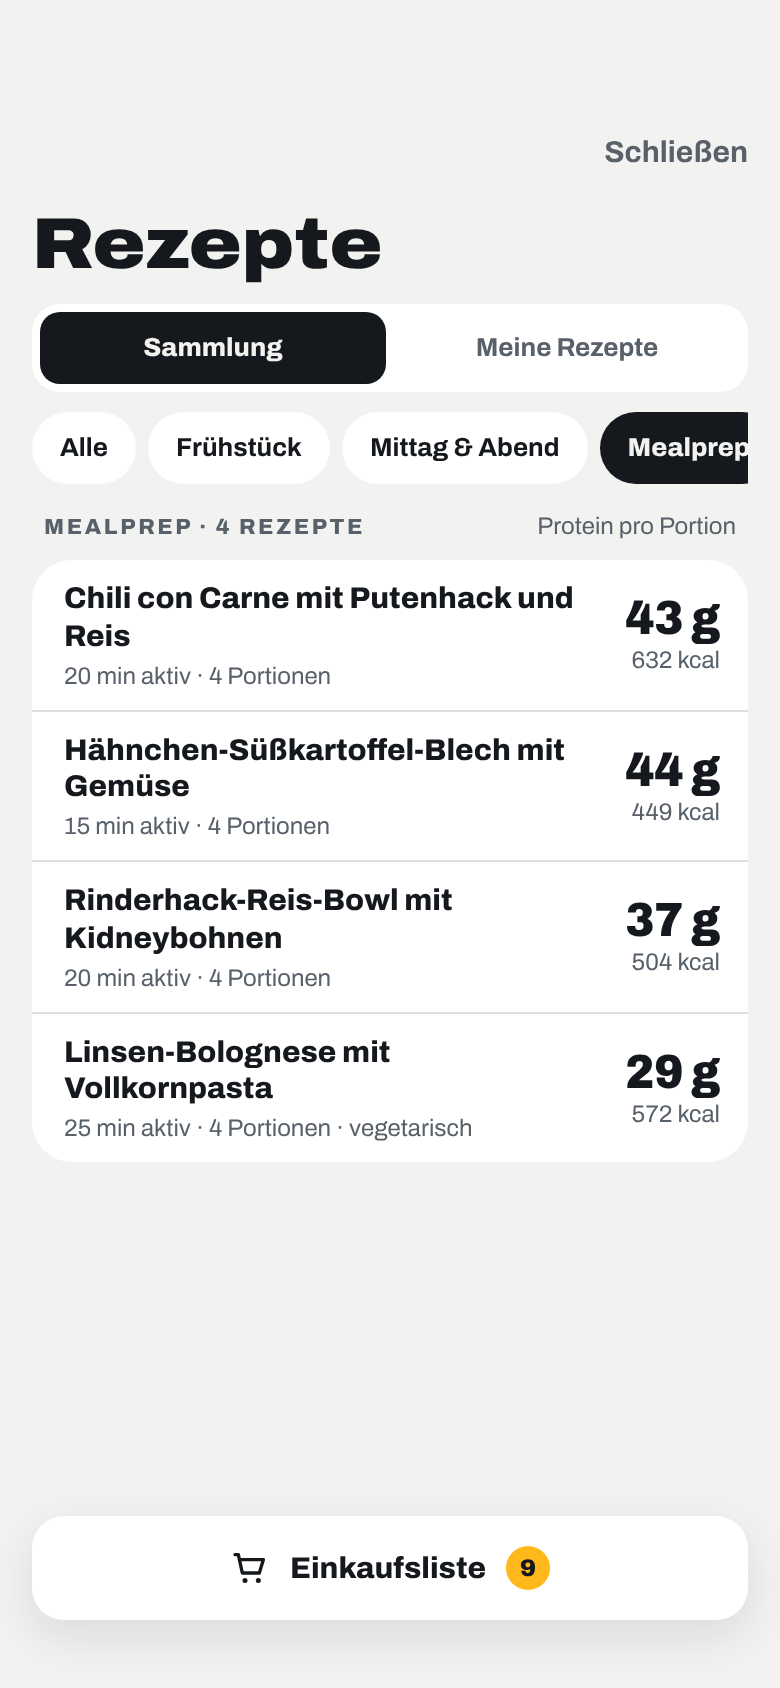 Schließen
Rezepte
Sammlung
Meine Rezepte
Alle
Frühstück
Mittag & Abend
Mealprep
MEALPREP · 4 REZEPTE
Protein pro Portion
Chili con Carne mit Putenhack und
Reis
20 min aktiv · 4 Portionen
43 g
632 kcal
Hähnchen-Süßkartoffel-Blech mit
Gemüse
15 min aktiv · 4 Portionen
44 g
449 kcal
Rinderhack-Reis-Bowl mit
Kidneybohnen
20 min aktiv · 4 Portionen
37 g
504 kcal
Linsen-Bolognese mit
Vollkornpasta
25 min aktiv · 4 Portionen · vegetarisch
29 g
572 kcal
Einkaufsliste
9